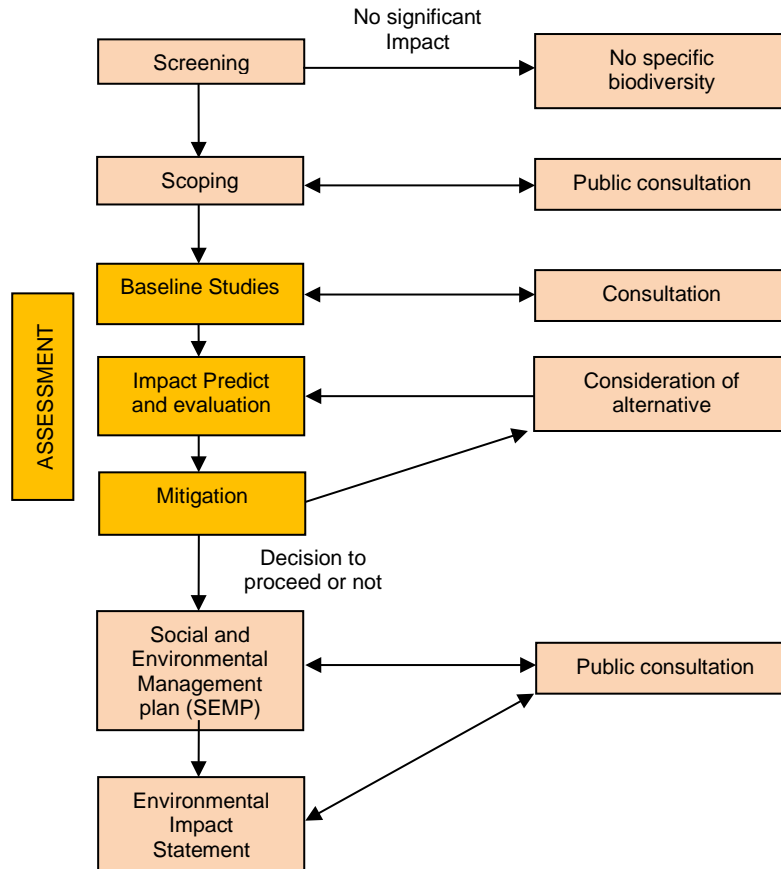 No significant
Impact
Screening
No specific
biodiversity
Scoping
Public consultation
ASSESSMENT
Baseline Studies
Consultation
Impact Predict
and evaluation
Consideration of
alternative
Mitigation
Decision to
proceed or not
Social and
Environmental
Management
plan (SEMP)
Public consultation
Environmental
Impact
Statement